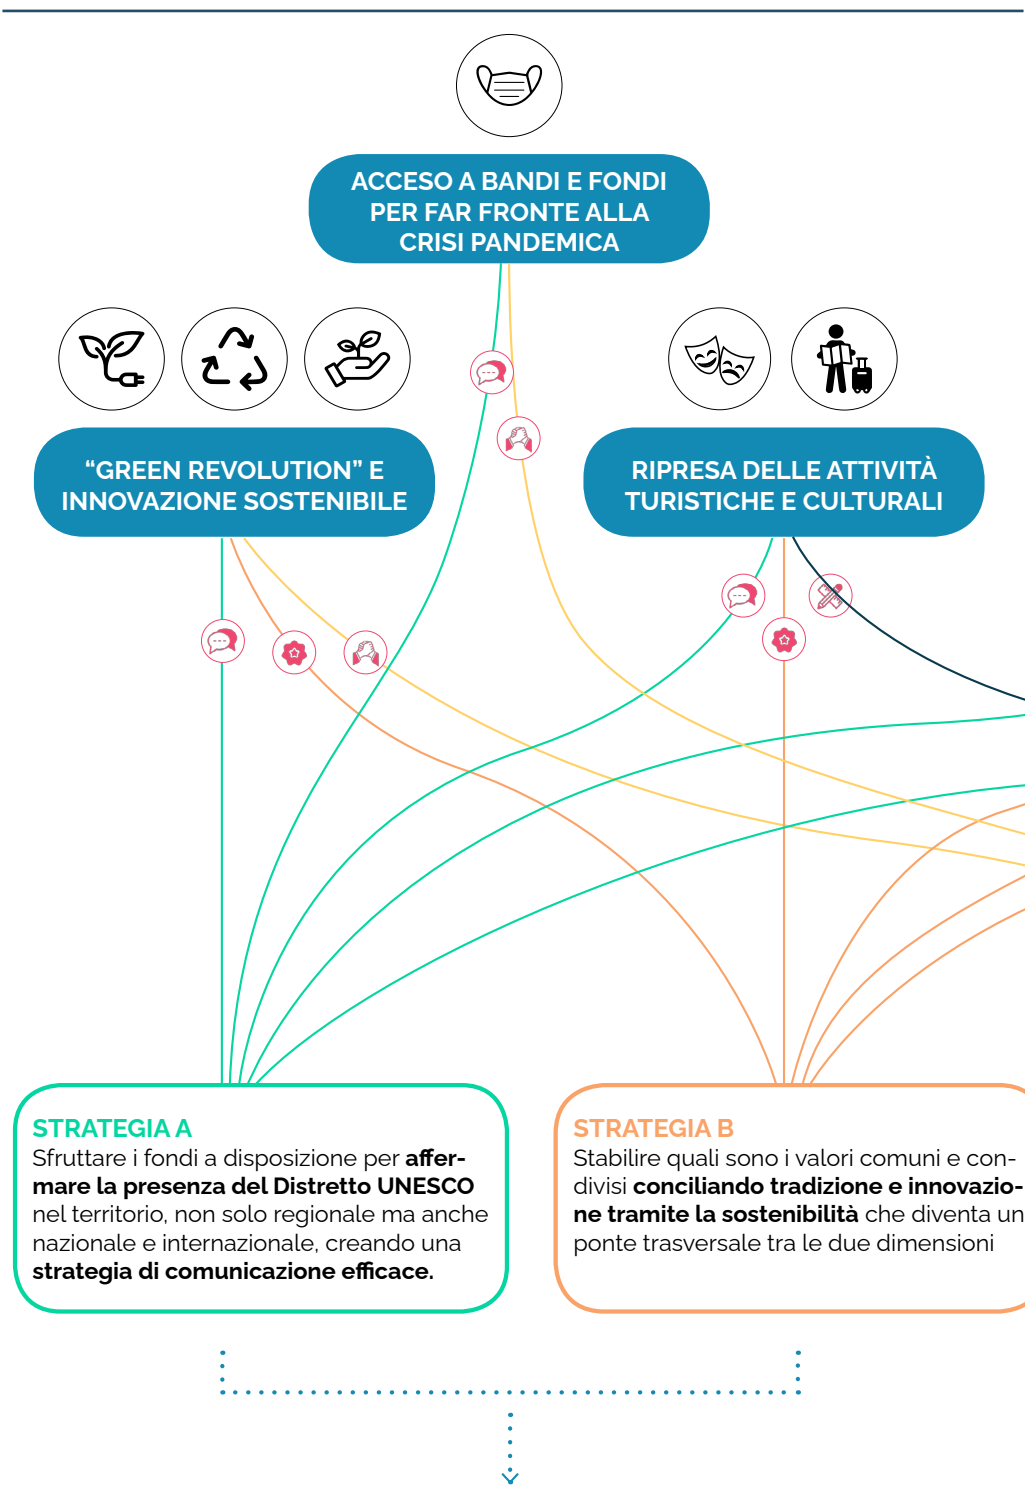 ACCESO A BANDI E FONDI
PER FAR FRONTE ALLA
CRISI PANDEMICA
“GREEN REVOLUTION” E
INNOVAZIONE SOSTENIBILE
RIPRESA DELLE ATTIVITÀ
TURISTICHE E CULTURALI
STRATEGIA A
Sfruttare i fondi a disposizione per affer-
mare la presenza del Distretto UNESCO
nel territorio, non solo regionale ma anche
nazionale e internazionale, creando una
strategia di comunicazione efficace.
STRATEGIA B
Stabilire quali sono i valori comuni e con-
divisi conciliando tradizione e innovazio-
ne tramite la sostenibilità che diventa un
ponte trasversale tra le due dimensioni